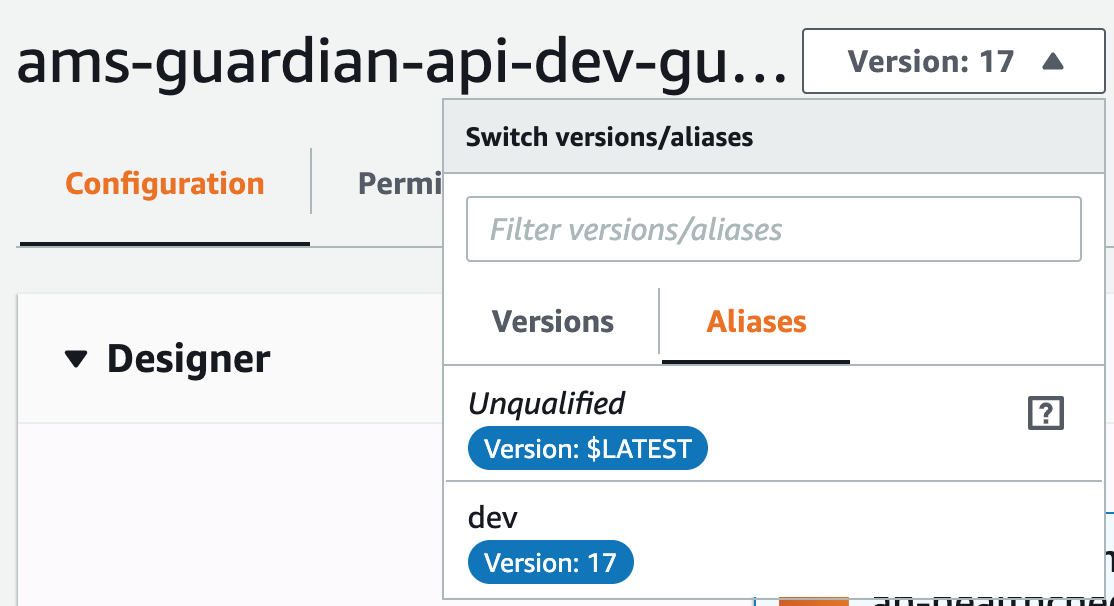 ams-guardian-api-dev-gu...
Version: 17
Switch versions/aliases
Configuration
Permi
Filter versions/aliases
Versions
Aliases
Designer
Unqualified
?
Version: $LATEST
dev
Version: 17